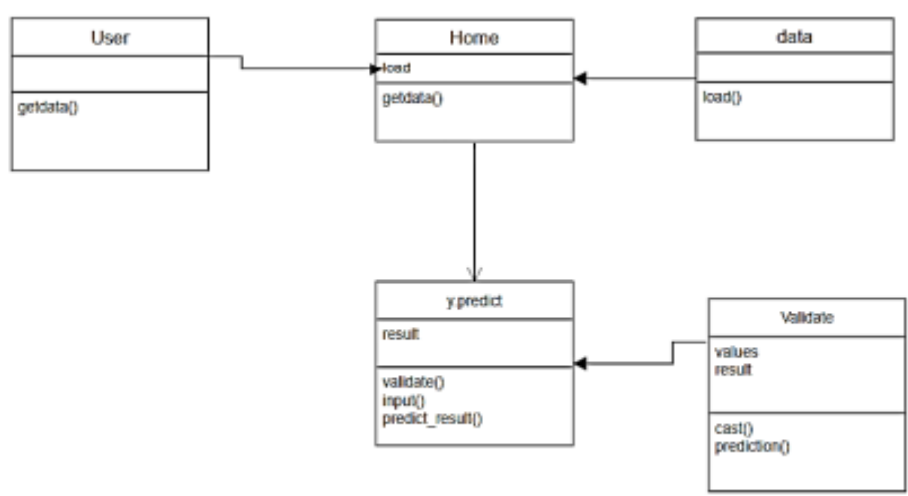 User
getdata()
Home
load
getdata()
data
load()
y.predict
result
validate()
input()
predict_result()
Validate
values
result
cast()
prediction()